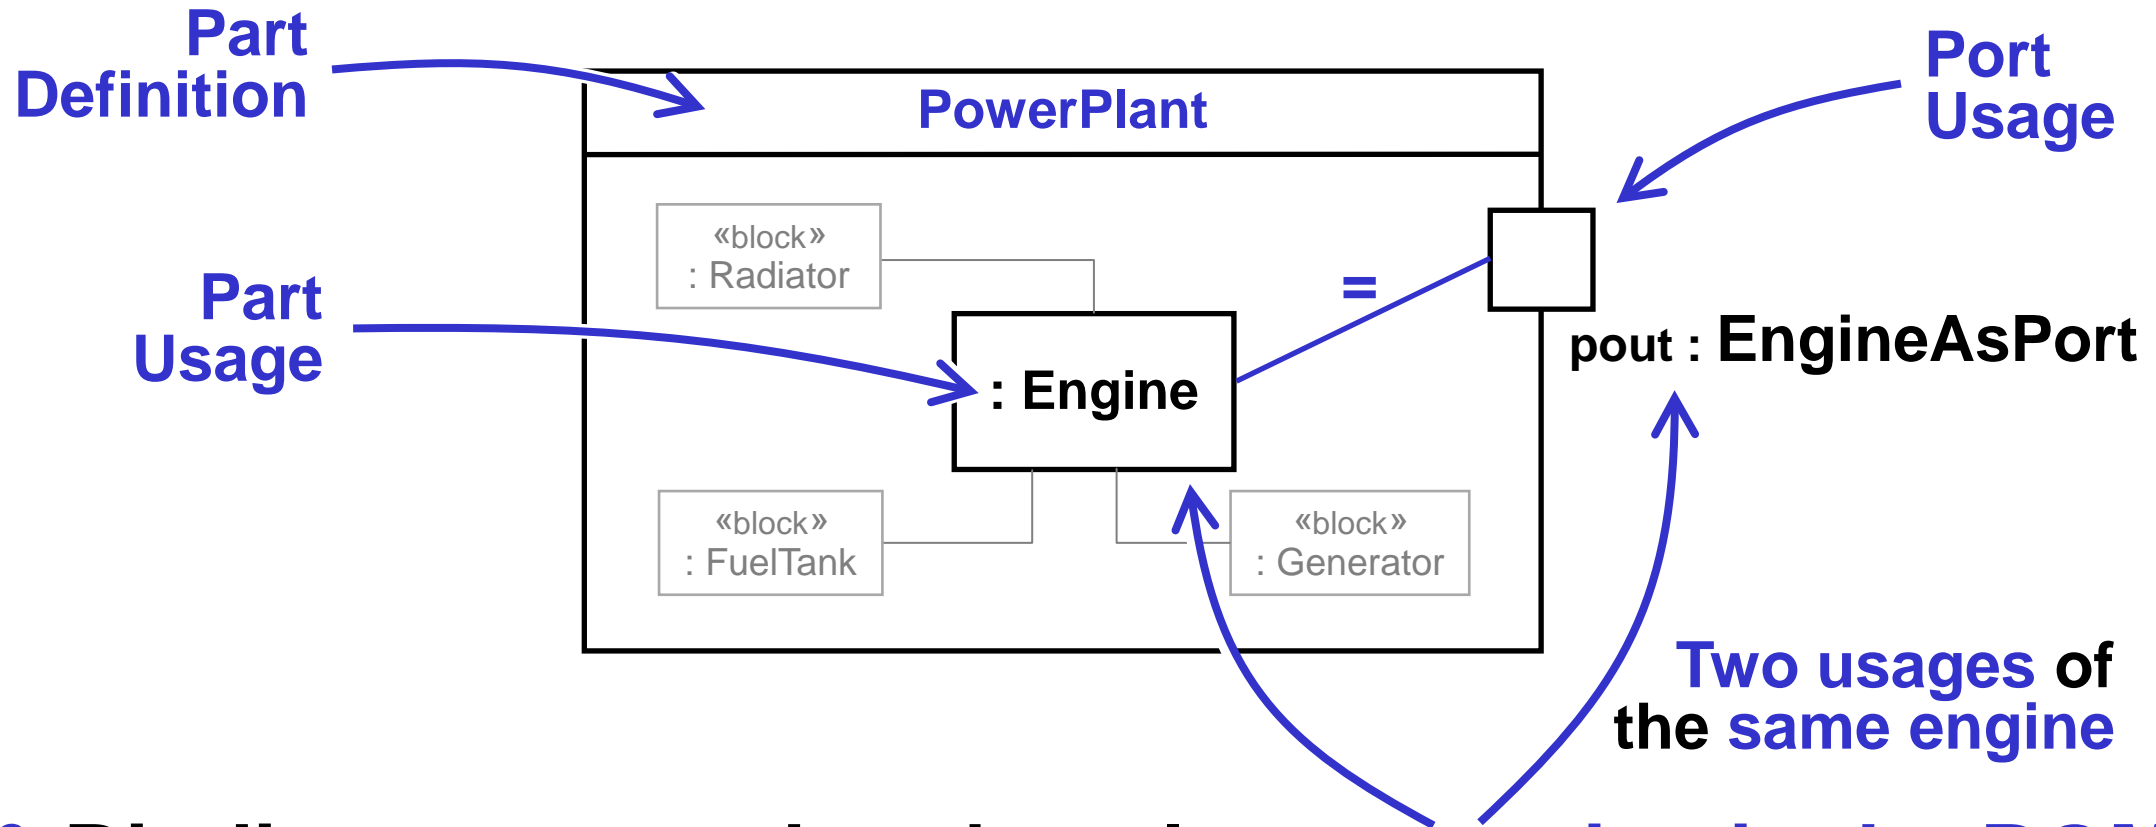 Part
Definition
PowerPlant
Port
Usage
«block»
: Radiator
=
Part
Usage
pout : EngineAsPort
: Engine
«block»
: FuelTank
«block»
: Generator
Two usages of
the same engine